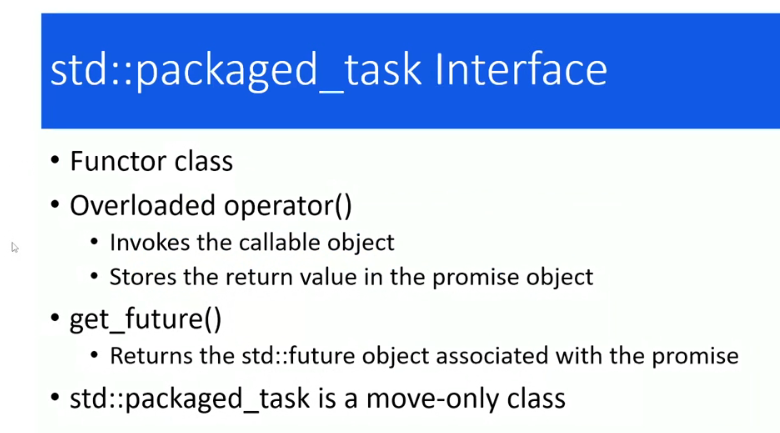 std::packaged_task Interface
• Functor class
• Overloaded operator()
• Invokes the callable object
• Stores the return value in the promise object
• get_future()
• Returns the std::future object associated with the promise
• std::packaged_task is a move-only class